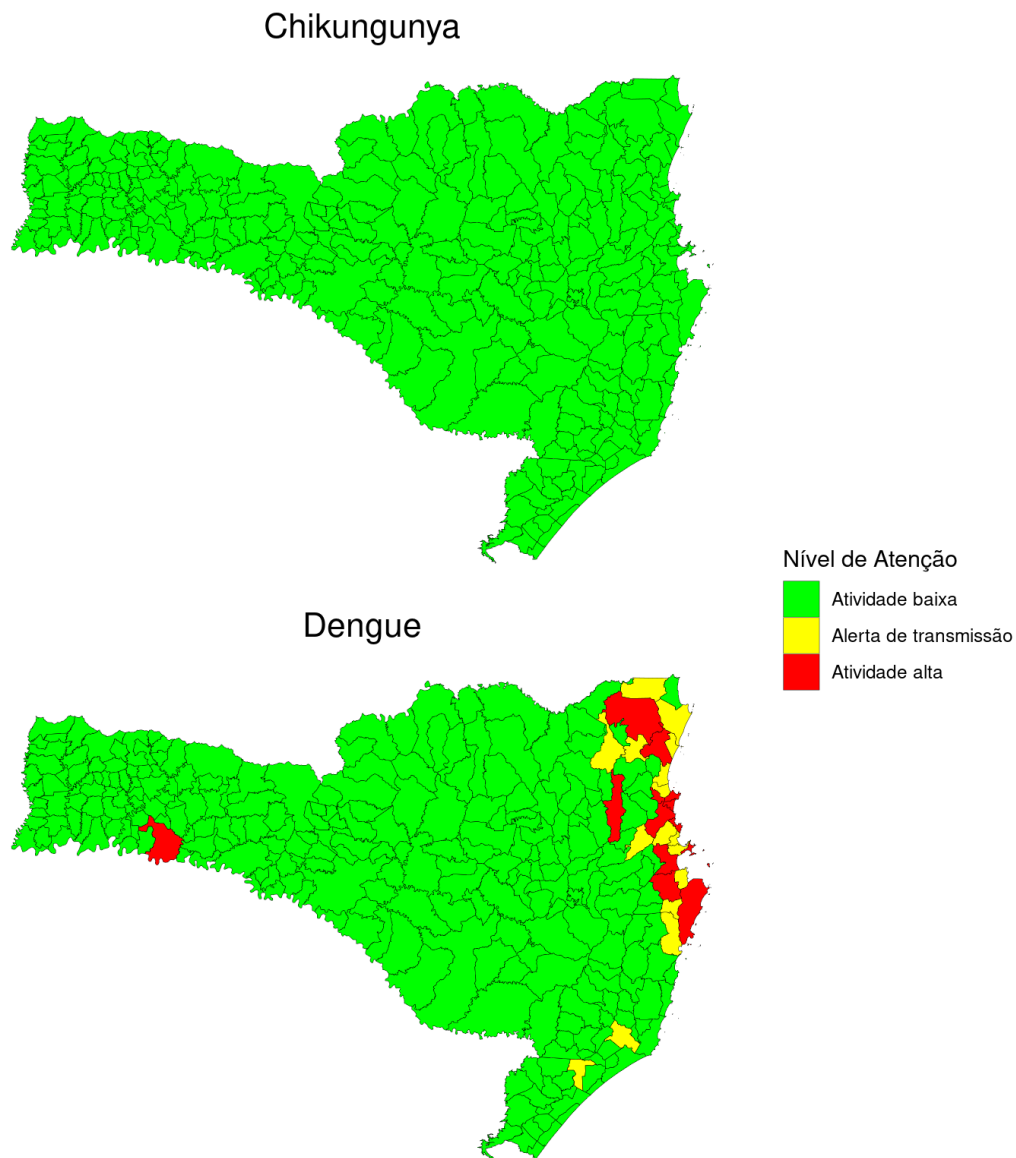 Chikungunya
Nível de Atenção
Atividade baixa
Alerta de transmissão
Atividade alta
Dengue